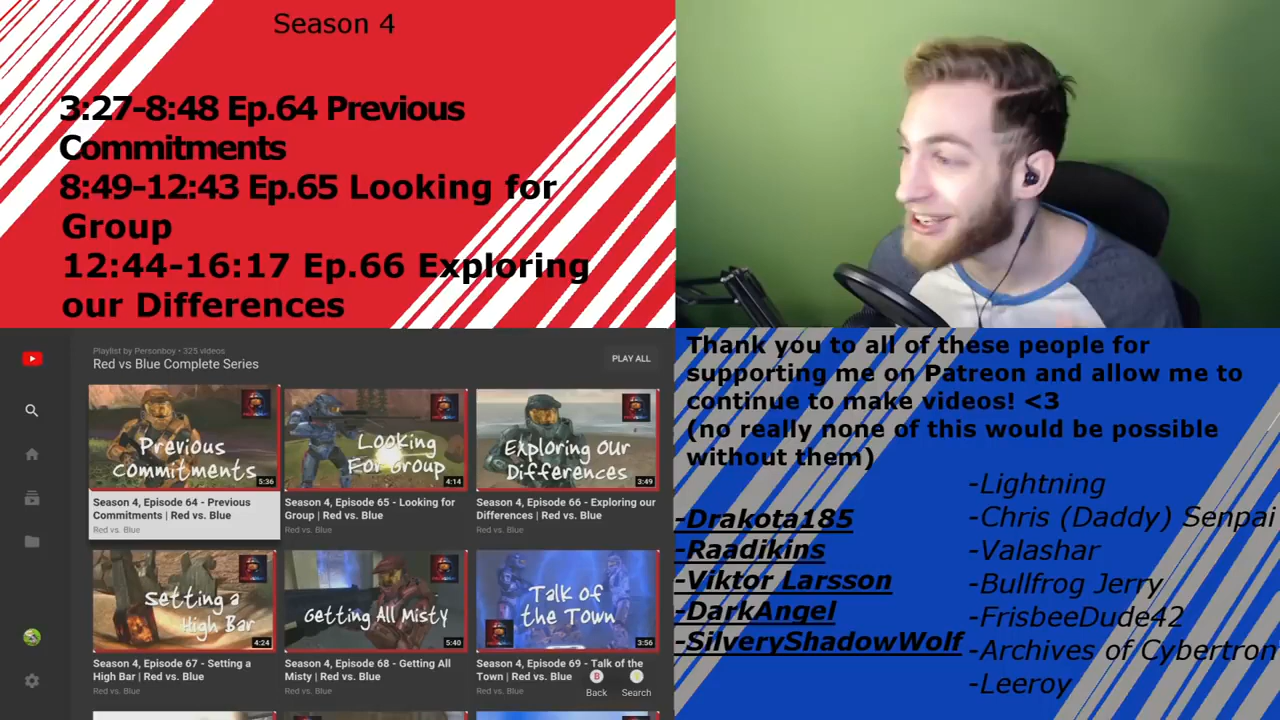 Season 4
3:27-8:48 Ep.64 Previous
Commitments
8:49-12:43 Ep.65 Looking for
Group
12:44-16:17 Ep.66 Exploring
our Differences
Playlist by Personboy • 325 videos
Red vs Blue Complete Series
PLAY ALL
Previous
Commitments
5:36
Looking
For Group
4:14
Exploring Our
Differences
3:49
Season 4, Episode 64 - Previous
Commitments | Red vs. Blue
Red vs. Blue
Season 4, Episode 65 - Looking for
Group | Red vs. Blue
Red vs. Blue
Season 4, Episode 66 - Exploring our
Differences | Red vs. Blue
Red vs. Blue
Setting a
High Bar
4:24
Getting All Misty
5:40
Talk of
the Town
3:56
Season 4, Episode 67 - Setting a
High Bar | Red vs. Blue
Red vs. Blue
Season 4, Episode 68 - Getting All
Misty | Red vs. Blue
Red vs. Blue
Season 4, Episode 69 - Talk of the
Town | Red vs. Blue
Red vs. Blue
B
Back
Search
Thank you to all of these people for
supporting me on Patreon and allow me to
continue to make videos! <3
(no really none of this would be possible
without them)
-Drakota185
-Raadikins
-Viktor Larsson
-DarkAngel
-SilveryShadowWolf
-Lightning
-Chris (Daddy) Senpai
-Valashar
-Bullfrog Jerry
-FrisbeeDude42
-Archives of Cybertron
-Leeroy